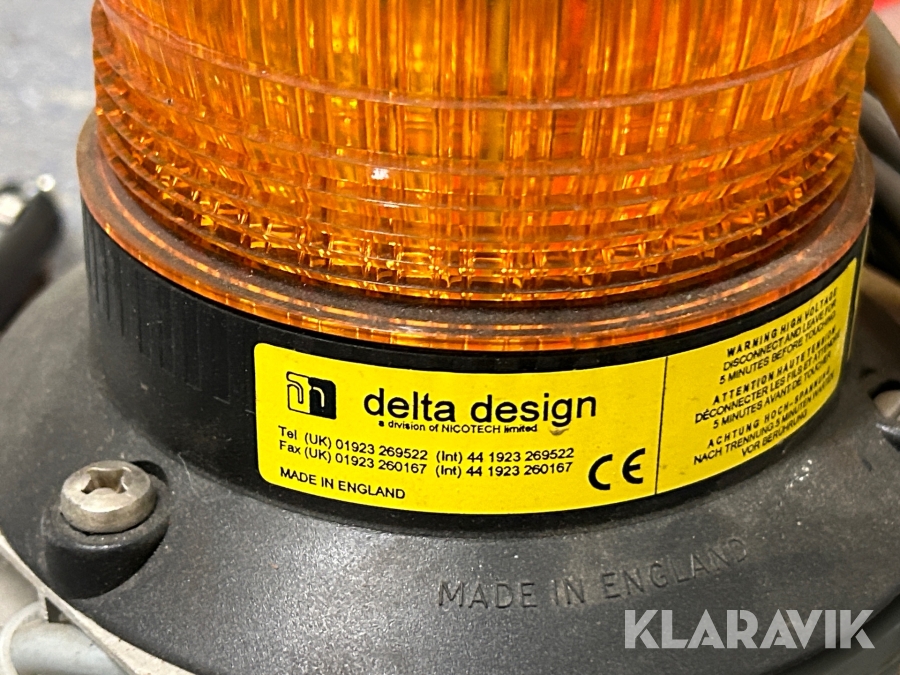 delta design
a division of NICOTECH limited
Tel (UK) 01923 269522 (Int) 44 1923 269522
Fax (UK) 01923 260167 (Int) 44 1923 260167
MADE IN ENGLAND
CE
WARNING HIGH VOLTAGE
DISCONNECT AND LEAVE FOR
5 MINUTES BEFORE TOUCHING
ATTENTION HAUTE TENSION
DÉCONNECTER LES FILS ET ATTENDRE
5 MINUTES AVANT DE TOUCHER
ACHTUNG HOCH-SPANNUNG
NACH TRENNUNG 5 MINUTEN WARTEN
VOR BERÜHRUNG
MADE IN ENGLAND
KLARAVIK